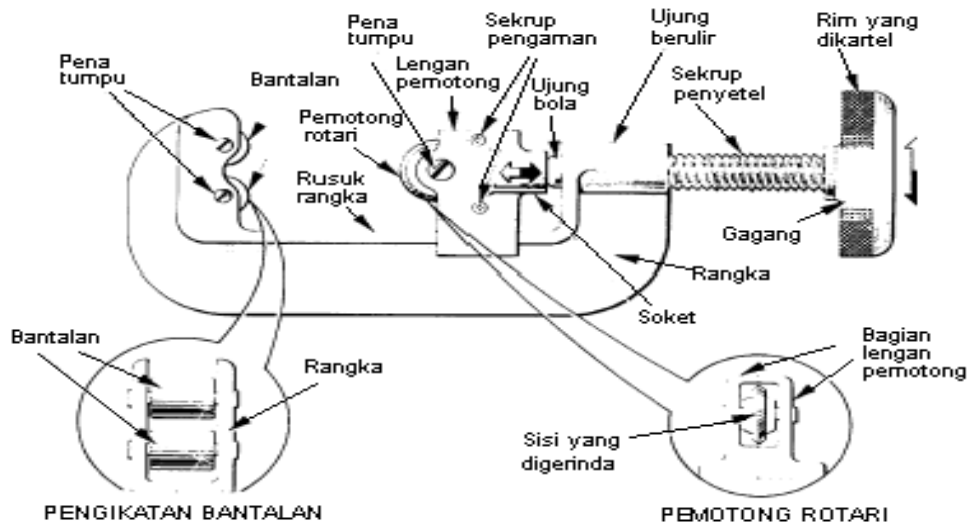 Pena
tumpu
Bantalan
Pena
tumpu
Lengan
pemotong
Pemotong
rotari
Rusuk
rangka
Sekrup
pengaman
Ujung
bola
Ujung
berulir
Sekrup
penyetel
Rim yang
dikartel
Gagang
Rangka
Soket
Bantalan
Rangka
PENGIKATAN BANTALAN
Bagian
lengan
pemotong
Sisi yang
digerinda
PEMOTONG ROTARI